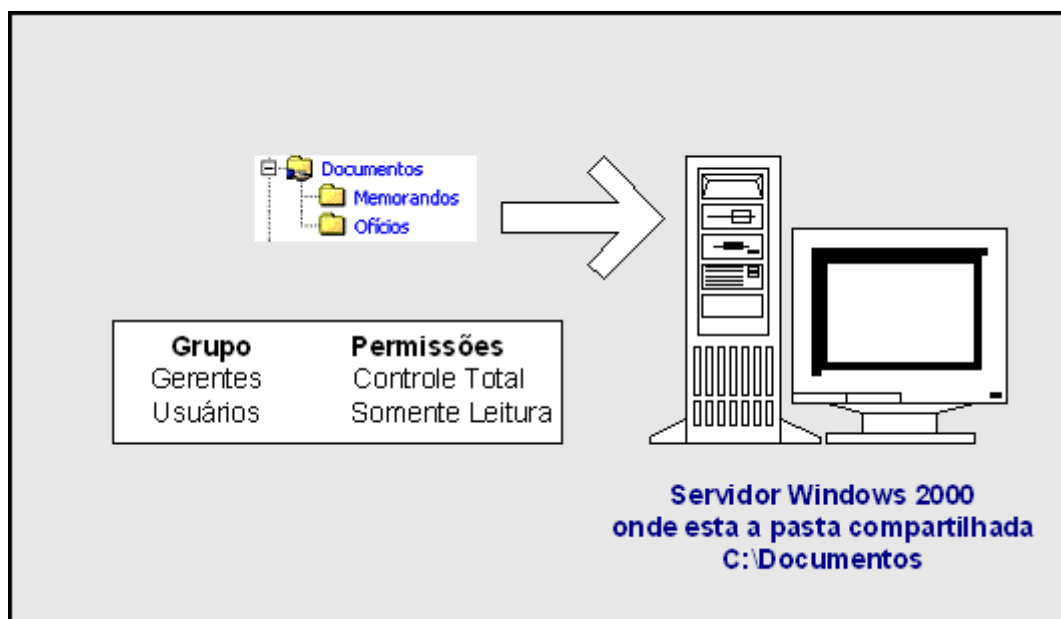 Documentos
Memorandos
Ofícios
Grupo Permissões
Gerentes Controle Total
Usuários Somente Leitura
Servidor Windows 2000
onde esta a pasta compartilhada
C:\Documentos